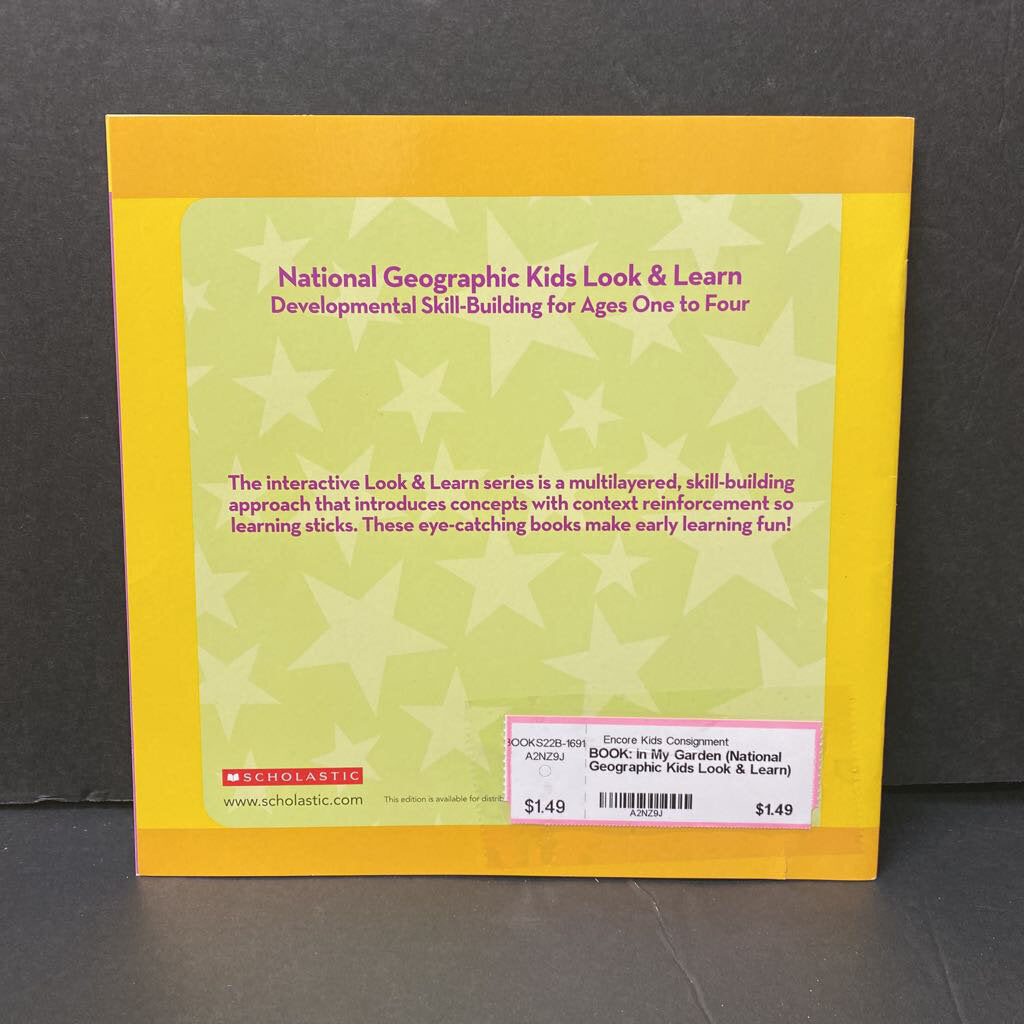 National Geographic Kids Look & Learn
Developmental Skill-Building for Ages One to Four
The interactive Look & Learn series is a multilayered, skill-building
approach that introduces concepts with context reinforcement so
learning sticks. These eye-catching books make early learning fun!
SCHOLASTIC
www.scholastic.com
This edition is available for distrib
BOOKS22B-1691
A2NZ9J
$1.49
Encore Kids Consignment
BOOK: In My Garden (National
Geographic Kids Look & Learn)
A2NZ9J
$1.49